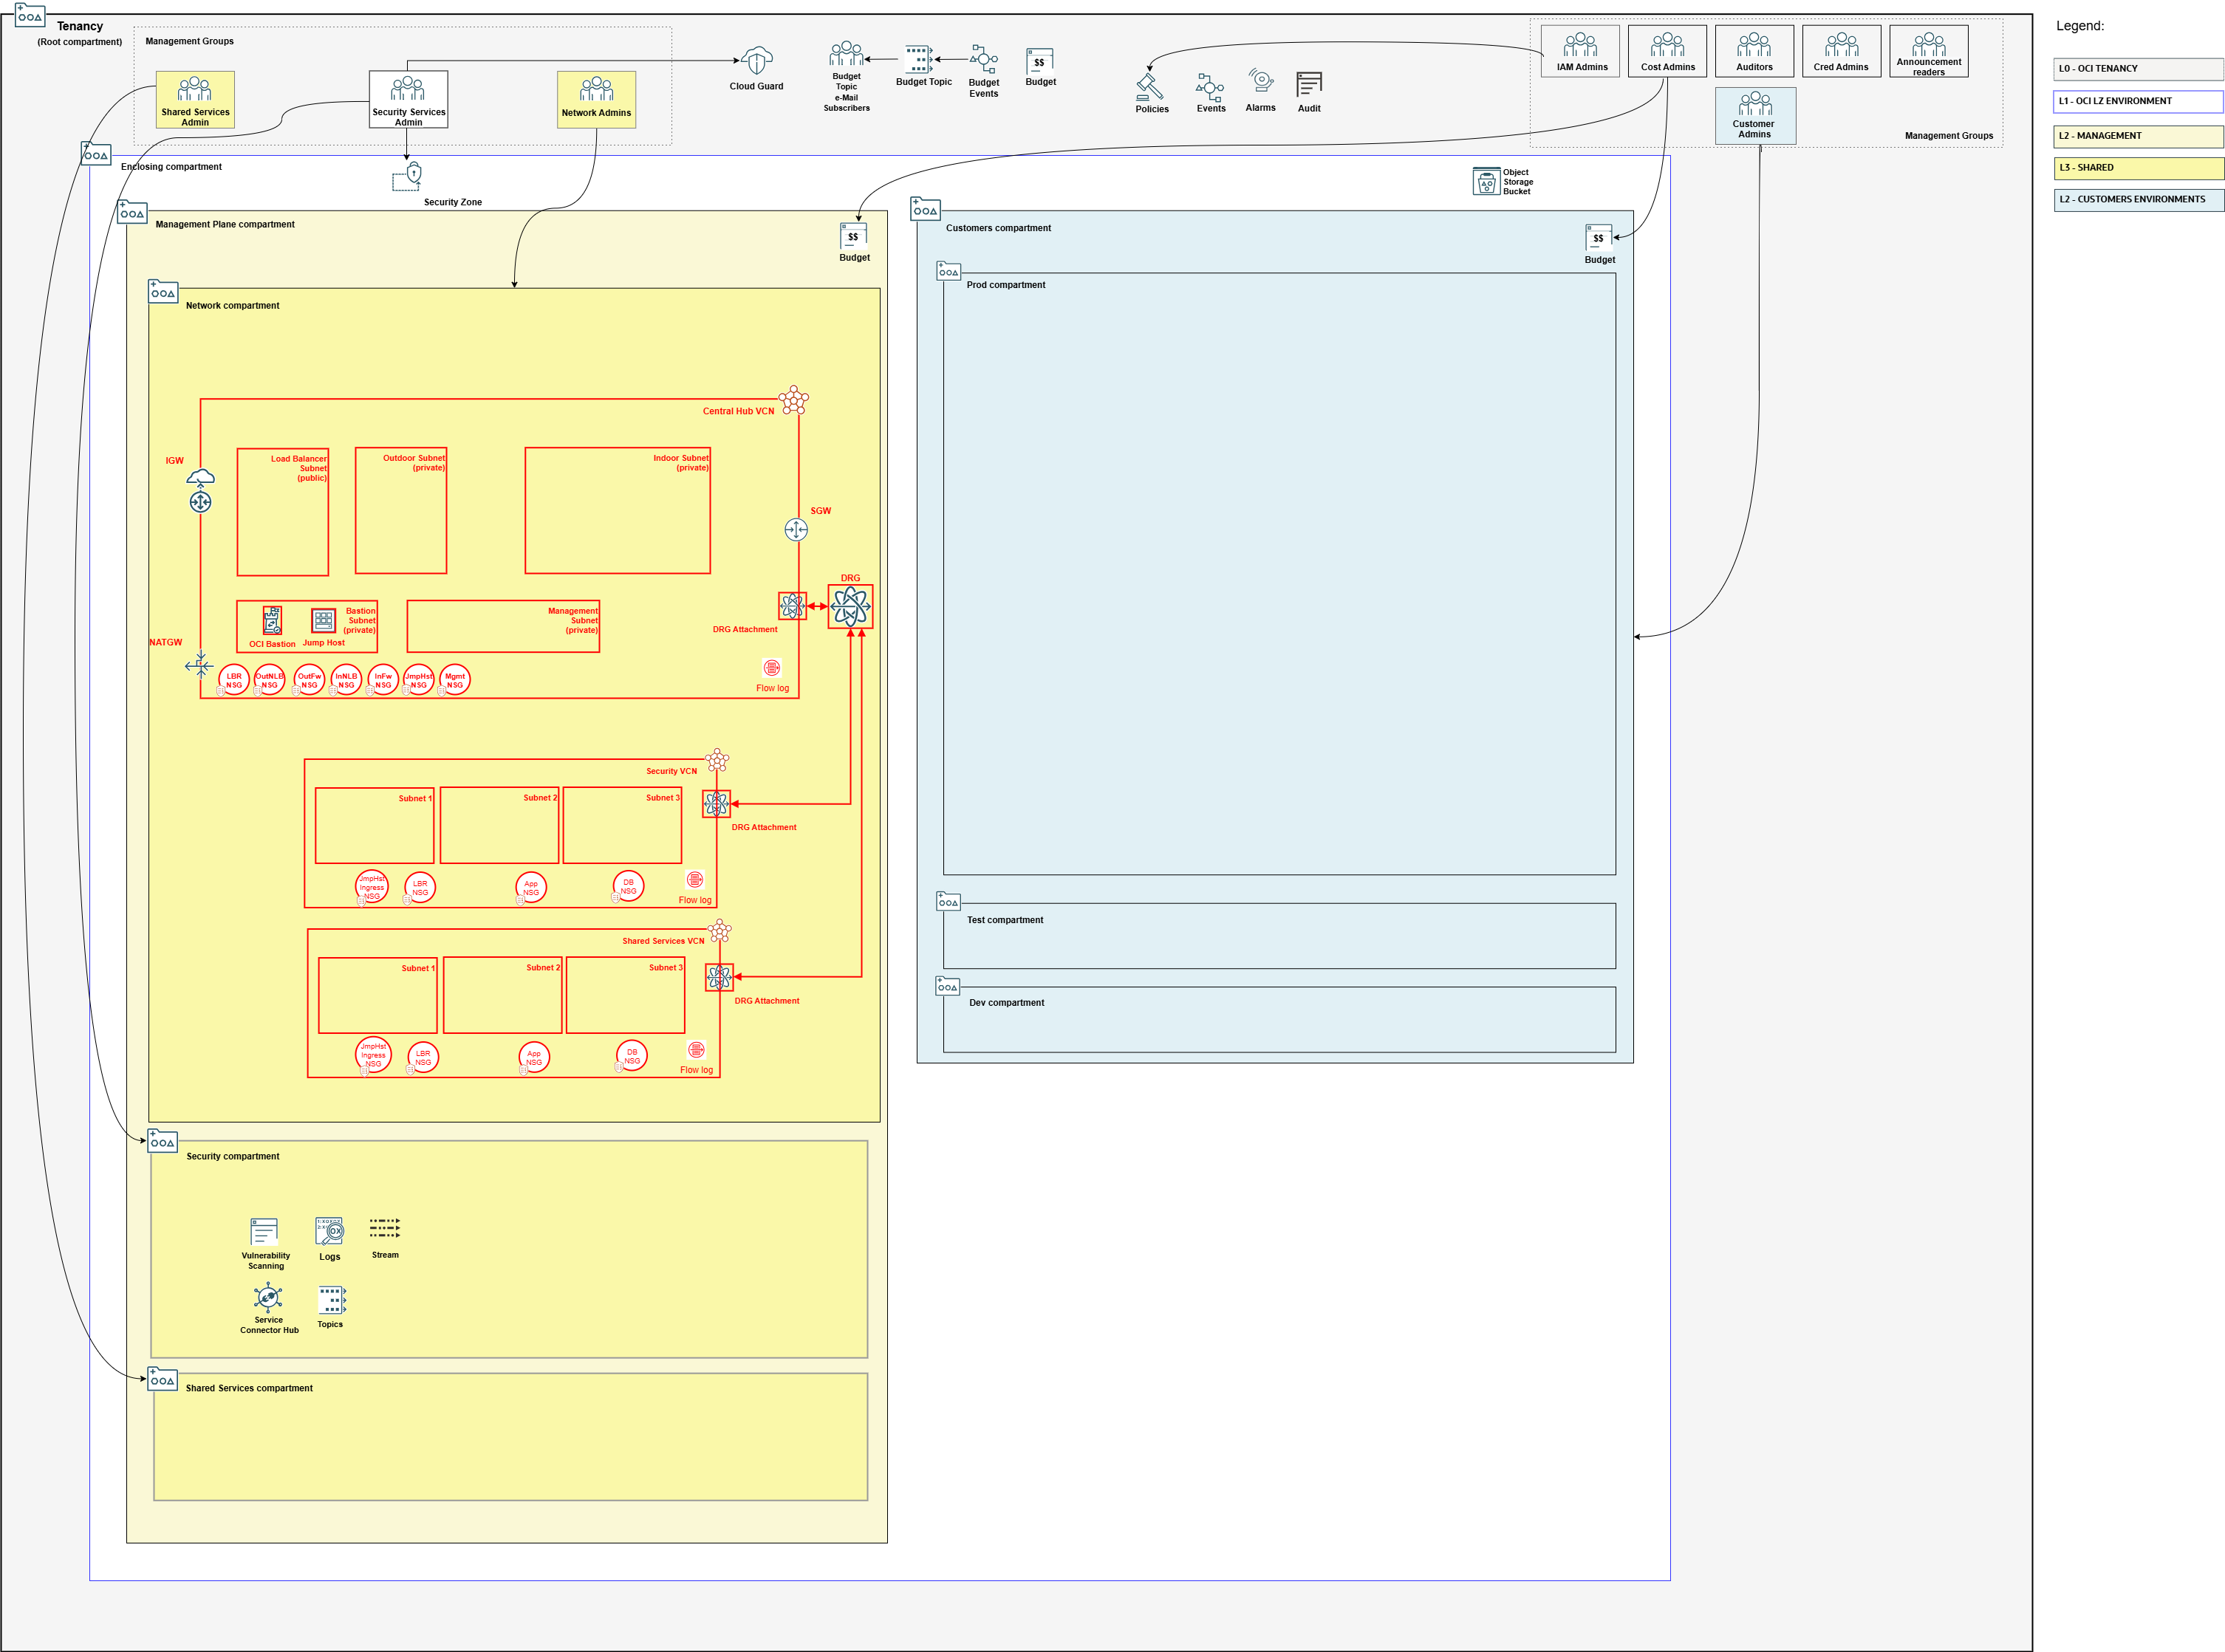 Tenancy
(Root compartment)
Management Groups
Shared Services
Admin
Security Services
Admin
Network Admins
Cloud Guard
Budget
Topic
e-Mail
Subscribers
Budget Topic
Budget
Events
$$
Budget
Policies
Events
Alarms
Audit
IAM Admins
Cost Admins
Auditors
Cred Admins
Announcement
readers
Customer
Admins
Management Groups
Legend:
L0 - OCI TENANCY
L1 - OCI LZ ENVIRONMENT
L2 - MANAGEMENT
L3 - SHARED
L2 - CUSTOMERS ENVIRONMENTS
Enclosing compartment
Security Zone
Object
Storage
Bucket
Management Plane compartment
$$
Budget
Network compartment
Central Hub VCN
IGW
Load Balancer
Subnet
(public)
Outdoor Subnet
(private)
Indoor Subnet
(private)
SGW
DRG
Bastion
Subnet
(private)
OCI Bastion
Jump Host
Management
Subnet
(private)
DRG Attachment
NATGW
LBR
NSG
OutNLB
NSG
OutFw
NSG
InNLB
NSG
InFw
NSG
JmpHst
NSG
Mgmt
NSG
Flow log
Security VCN
Subnet 1
Subnet 2
Subnet 3
DRG Attachment
JmpHst
Ingress
NSG
LBR
NSG
App
NSG
DB
NSG
Flow log
Shared Services VCN
Subnet 1
Subnet 2
Subnet 3
DRG Attachment
JmpHst
Ingress
NSG
LBR
NSG
App
NSG
DB
NSG
Flow log
Security compartment
Vulnerability
Scanning
Logs
Stream
Service
Connector Hub
Topics
Shared Services compartment
Customers compartment
$$
Budget
Prod compartment
Test compartment
Dev compartment